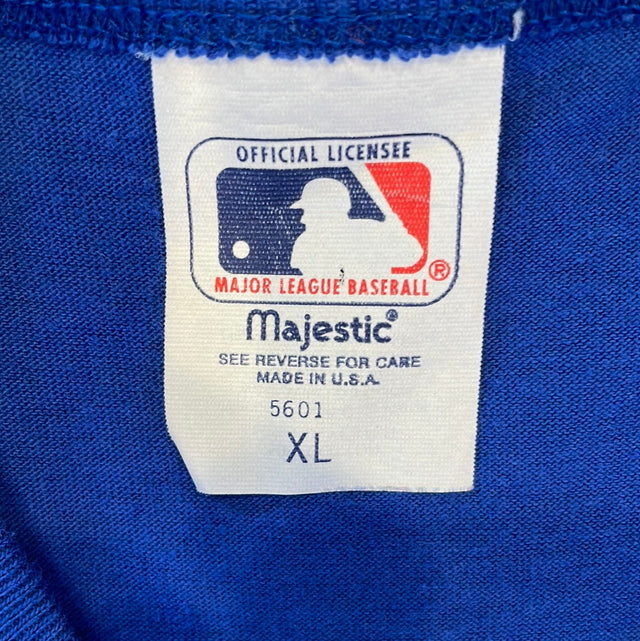 OFFICIAL LICENSEE
MAJOR LEAGUE BASEBALL®
Majestic®
SEE REVERSE FOR CARE
MADE IN U.S.A.
5601
XL